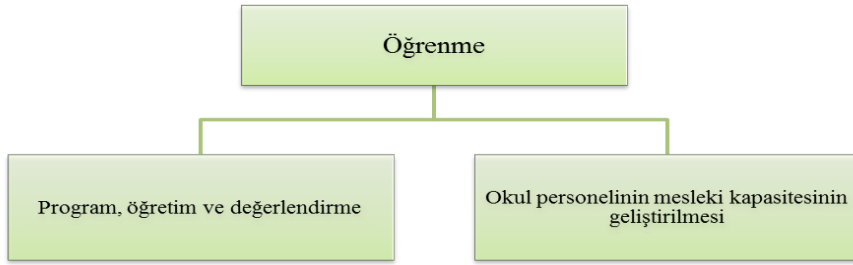 Öğrenme
Program, öğretim ve değerlendirme
Okul personelinin mesleki kapasitesinin
geliştirilmesi